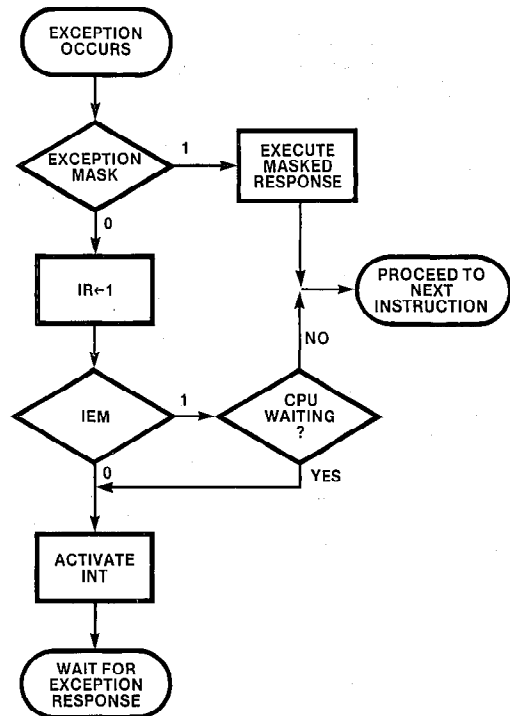 EXCEPTION
OCCURS
EXCEPTION
MASK
1
EXECUTE
MASKED
RESPONSE
0
IR←1
PROCEED TO
NEXT
INSTRUCTION
NO
IEM
1
CPU
WAITING
?
0
YES
ACTIVATE
INT
WAIT FOR
EXCEPTION
RESPONSE